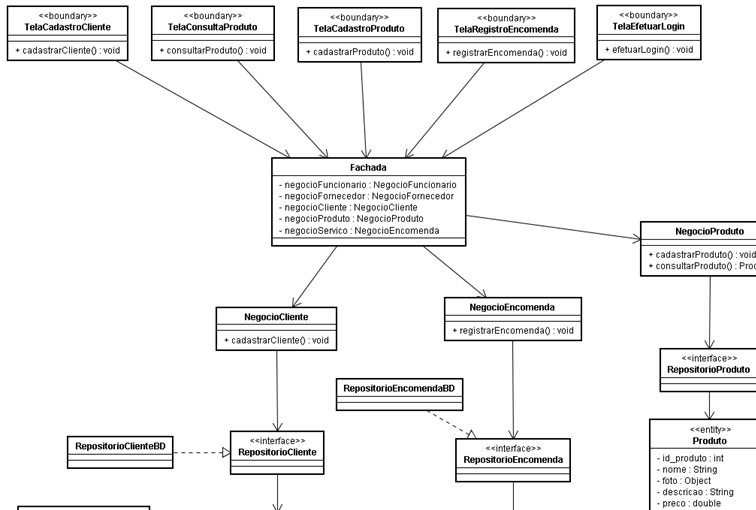 <<boundary>>
TelaCadastroCliente
+ cadastrarCliente() : void
<<boundary>>
TelaConsultaProduto
+ consultarProduto() : void
<<boundary>>
TelaCadastroProduto
+ cadastrarProduto() : void
<<boundary>>
TelaRegistroEncomenda
+ registrarEncomenda() : void
<<boundary>>
TelaEfetuarLogin
+ efetuarLogin() : void
Fachada
- negocioFuncionario : NegocioFuncionario
- negocioFornecedor : NegocioFornecedor
- negocioCliente : NegocioCliente
- negocioProduto : NegocioProduto
- negocioServico : NegocioEncomenda
NegocioProduto
+ cadastrarProduto() : void
+ consultarProduto() : Proc
NegocioCliente
+ cadastrarCliente() : void
NegocioEncomenda
+ registrarEncomenda() : void
<<interface>>
RepositorioProduto
RepositorioEncomendaBD
RepositorioClienteBD
<<interface>>
RepositorioCliente
<<interface>>
RepositorioEncomenda
<<entity>>
Produto
- id_produto : int
- nome : String
- foto : Object
- descricao : String
- preco : double